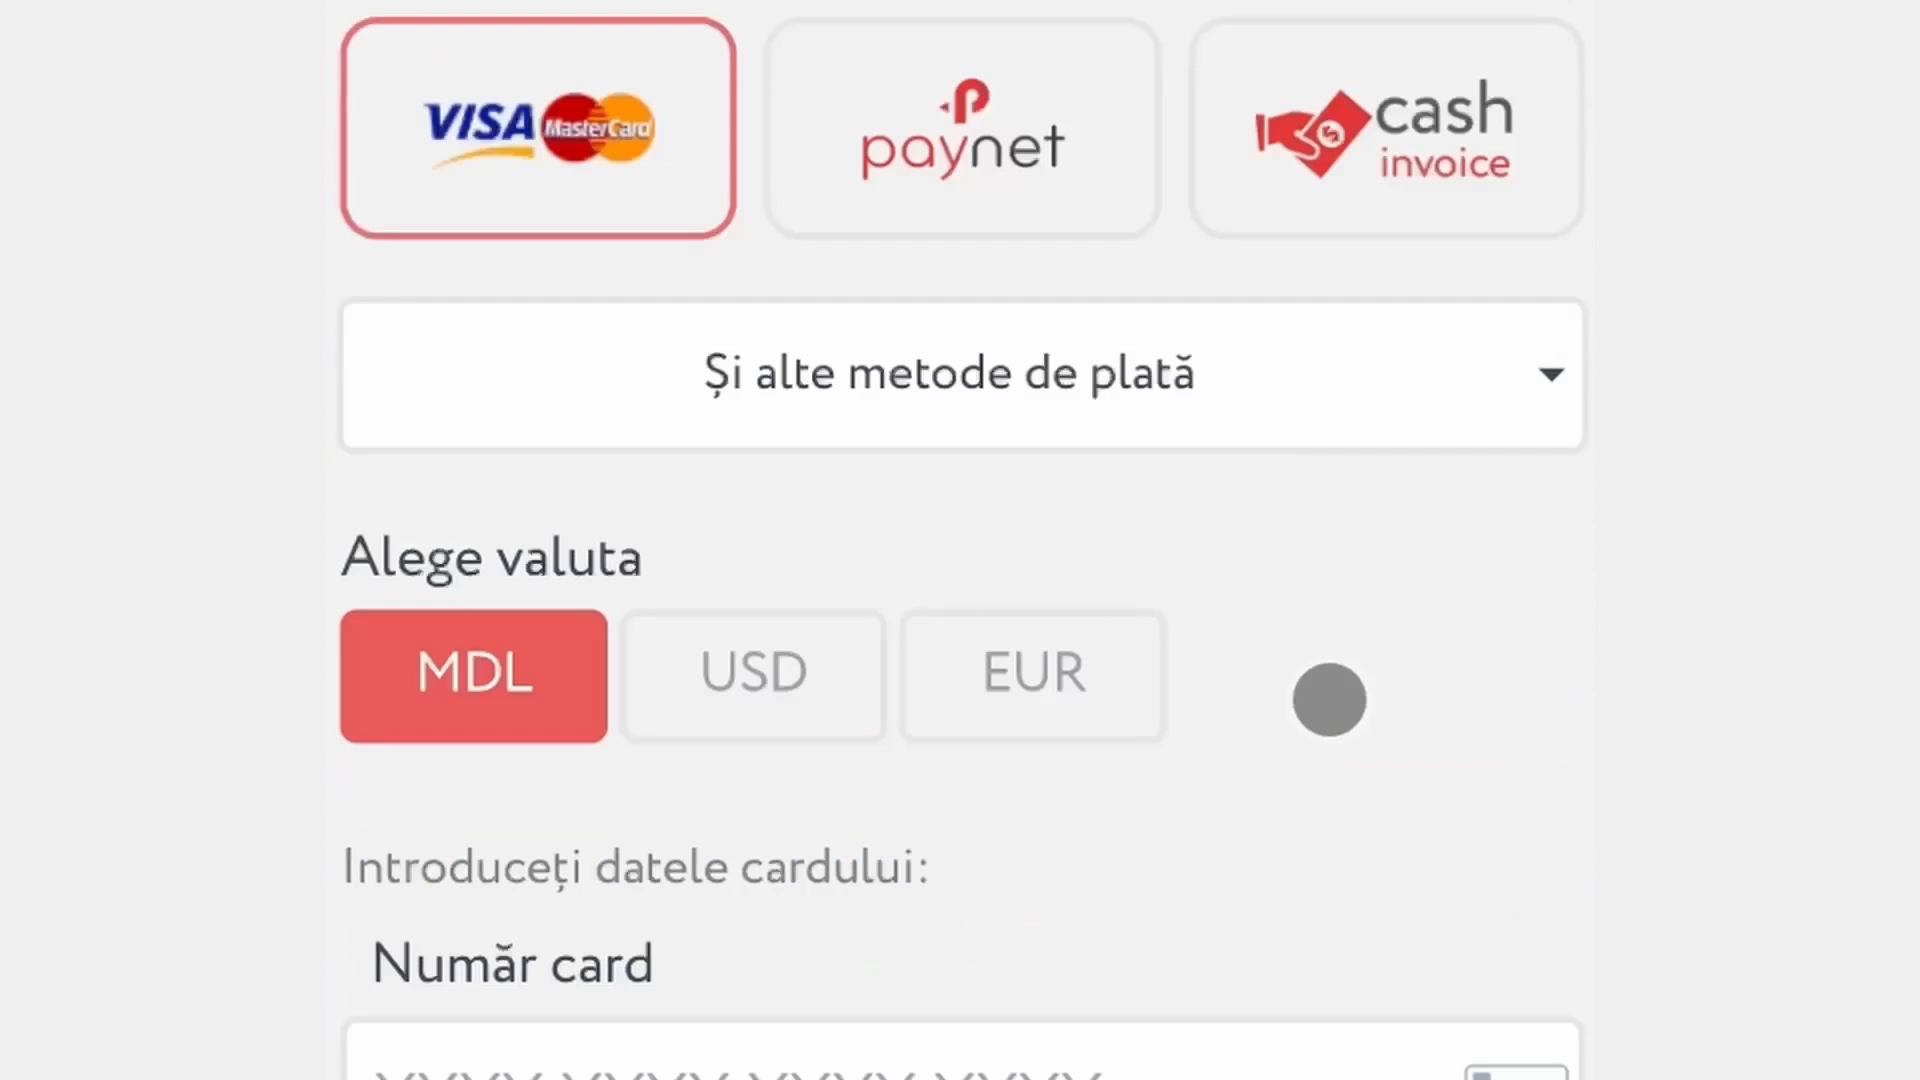 VISA MasterCard
paynet
cash
invoice
Și alte metode de plată
Alege valuta
MDL USD EUR
Introduceți datele cardului:
Număr card